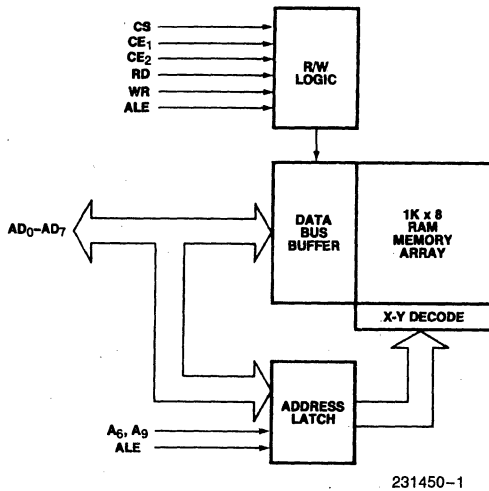 CS
CE1
CE2
RD
WR
ALE
R/W
LOGIC
AD0–AD7
DATA
BUS
BUFFER
1K x 8
RAM
MEMORY
ARRAY
X-Y DECODE
ADDRESS
LATCH
A6, A9
ALE
231450–1